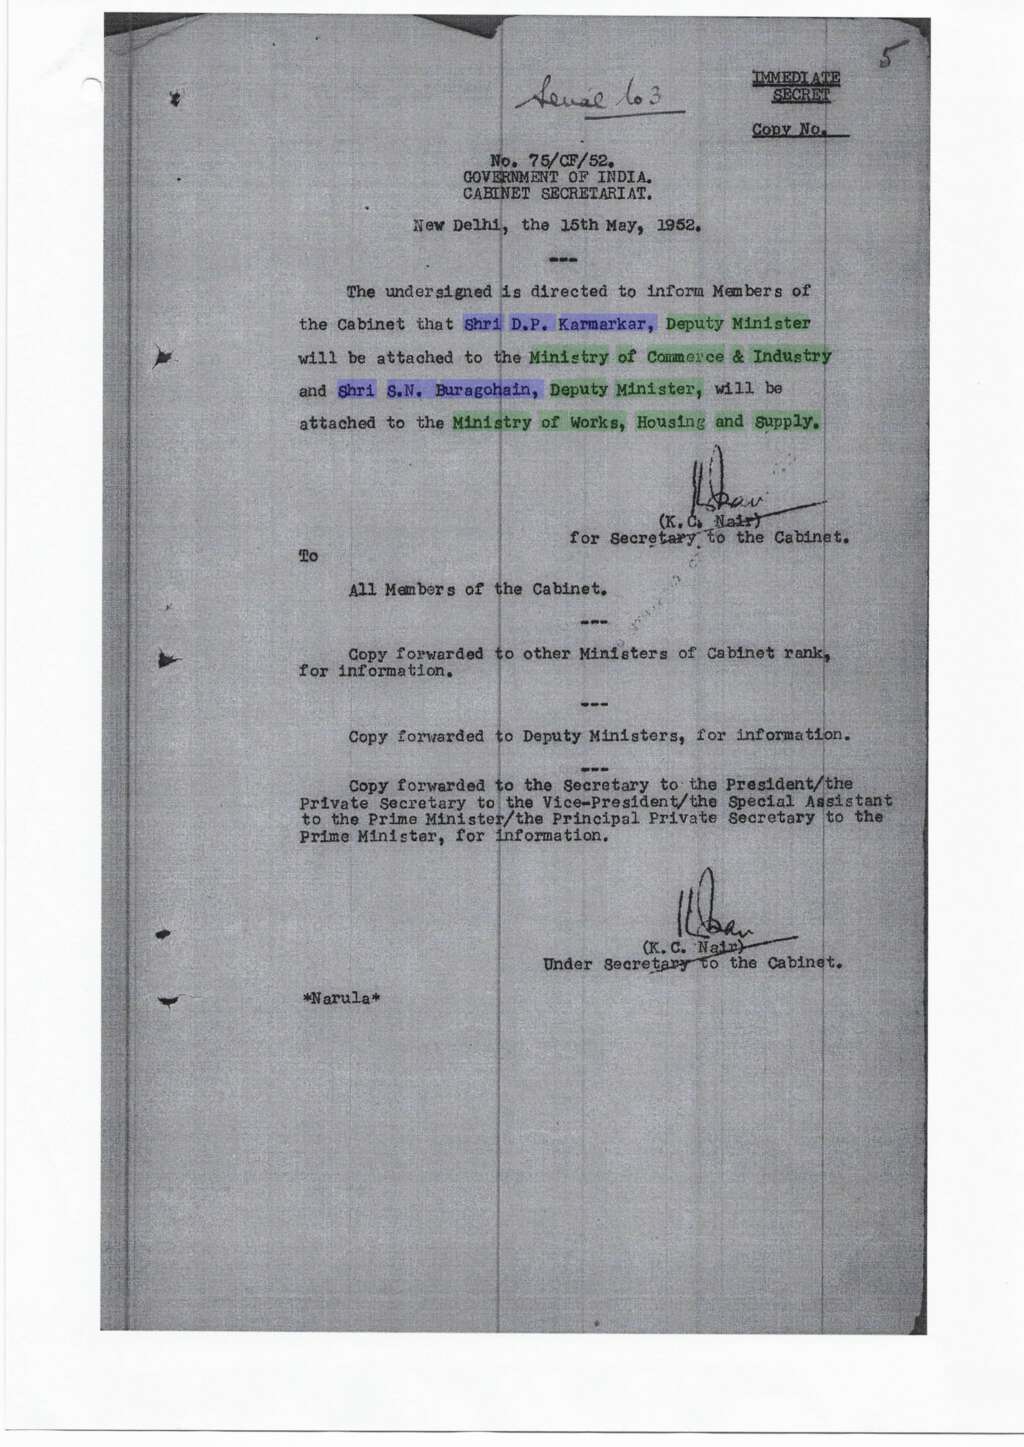 5
IMMEDIATE
SECRET
Serial No 3
Copy No.
No. 75/CF/52.
GOVERNMENT OF INDIA.
CABINET SECRETARIAT.
New Delhi, the 15th May, 1952.
---
The undersigned is directed to inform Members of
the Cabinet that Shri D.P. Karmarkar, Deputy Minister
will be attached to the Ministry of Commerce & Industry
and Shri S.N. Buragohain, Deputy Minister, will be
attached to the Ministry of Works, Housing and Supply.
(K.C. Nair)
for Secretary to the Cabinet.
To
All Members of the Cabinet.
---
Copy forwarded to other Ministers of Cabinet rank,
for information.
---
Copy forwarded to Deputy Ministers, for information.
---
Copy forwarded to the Secretary to the President/the
Private Secretary to the Vice-President/the Special Assistant
to the Prime Minister/the Principal Private Secretary to the
Prime Minister, for information.
(K.C. Nair)
Under Secretary to the Cabinet.
*Narula*